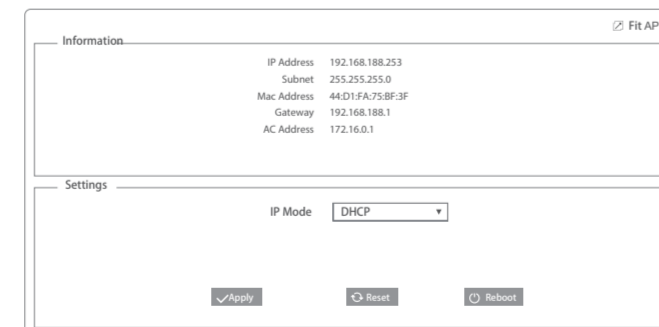 Fit AP
Information
IP Address 192.168.188.253
Subnet 255.255.255.0
Mac Address 44:D1:FA:75:BF:3F
Gateway 192.168.188.1
AC Address 172.16.0.1
Settings
IP Mode DHCP
Apply Reset Reboot